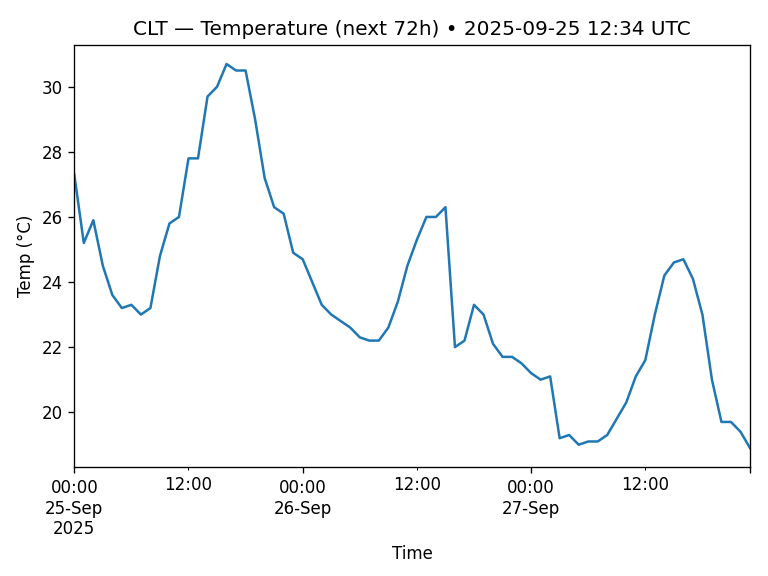 CLT — Temperature (next 72h) • 2025-09-25 12:34 UTC
Temp (°C)
30
28
26
24
22
20
00:00 12:00 00:00 12:00 00:00 12:00
25-Sep 26-Sep 27-Sep
2025
Time